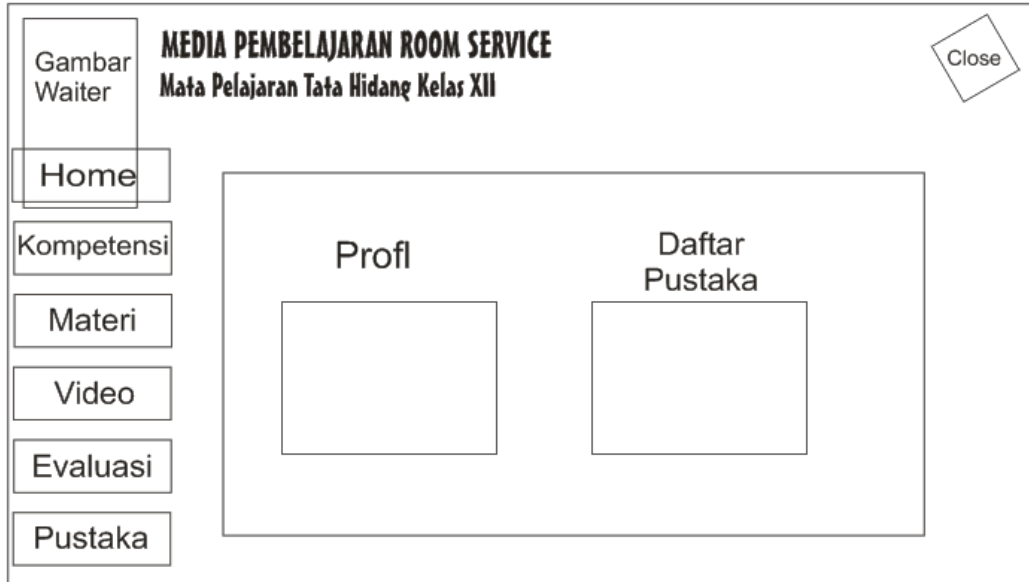 Gambar
Waiter
MEDIA PEMBELAJARAN ROOM SERVICE
Mata Pelajaran Tata Hidang Kelas XII
Close
Home
Kompetensi
Materi
Video
Evaluasi
Pustaka
Profl
Daftar
Pustaka